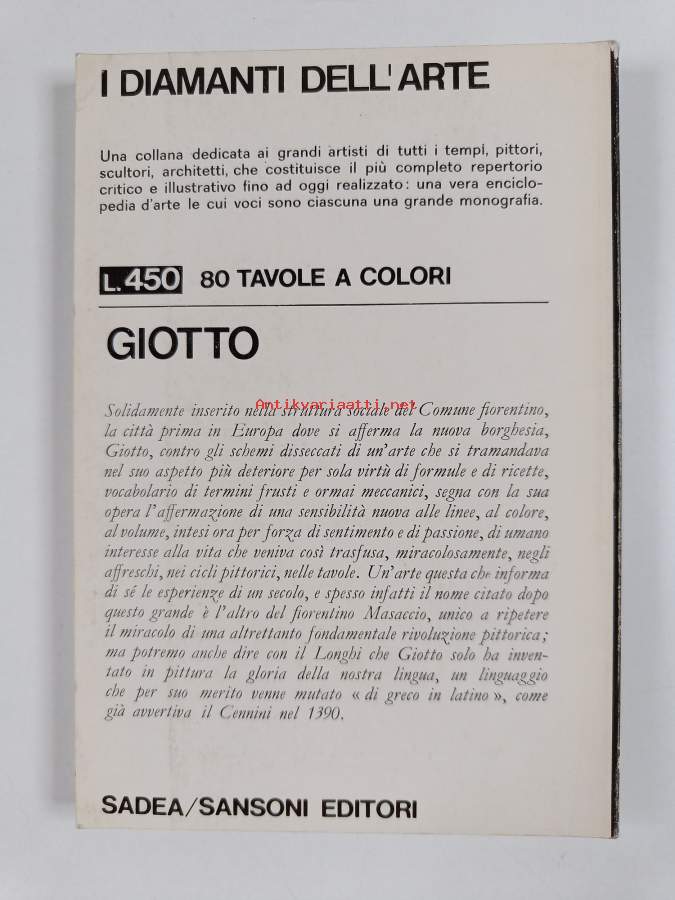 I DIAMANTI DELL'ARTE
Una collana dedicata ai grandi artisti di tutti i tempi, pittori,
scultori, architetti, che costituisce il più completo repertorio
critico e illustrativo fino ad oggi realizzato: una vera enciclo-
pedia d'arte le cui voci sono ciascuna una grande monografia.
L.450 80 TAVOLE A COLORI
GIOTTO
Antikvariaatti.net
Solidamente inserito nella struttura sociale del Comune fiorentino,
la città prima in Europa dove si afferma la nuova borghesia,
Giotto, contro gli schemi disseccati di un'arte che si tramandava
nel suo aspetto più deteriore per sola virtù di formule e di ricette,
vocabolario di termini frusti e ormai meccanici, segna con la sua
opera l'affermazione di una sensibilità nuova alle linee, al colore,
al volume, intesi ora per forza di sentimento e di passione, di umano
interesse alla vita che veniva così trasfusa, miracolosamente, negli
affreschi, nei cicli pittorici, nelle tavole. Un'arte questa che informa
di sé le esperienze di un secolo, e spesso infatti il nome citato dopo
questo grande è l'altro del fiorentino Masaccio, unico a ripetere
il miracolo di una altrettanto fondamentale rivoluzione pittorica;
ma potremo anche dire con il Longhi che Giotto solo ha inven-
tato in pittura la gloria della nostra lingua, un linguaggio
che per suo merito venne mutato « di greco in latino », come
già avvertiva il Cennini nel 1390.
SADEA/SANSONI EDITORI